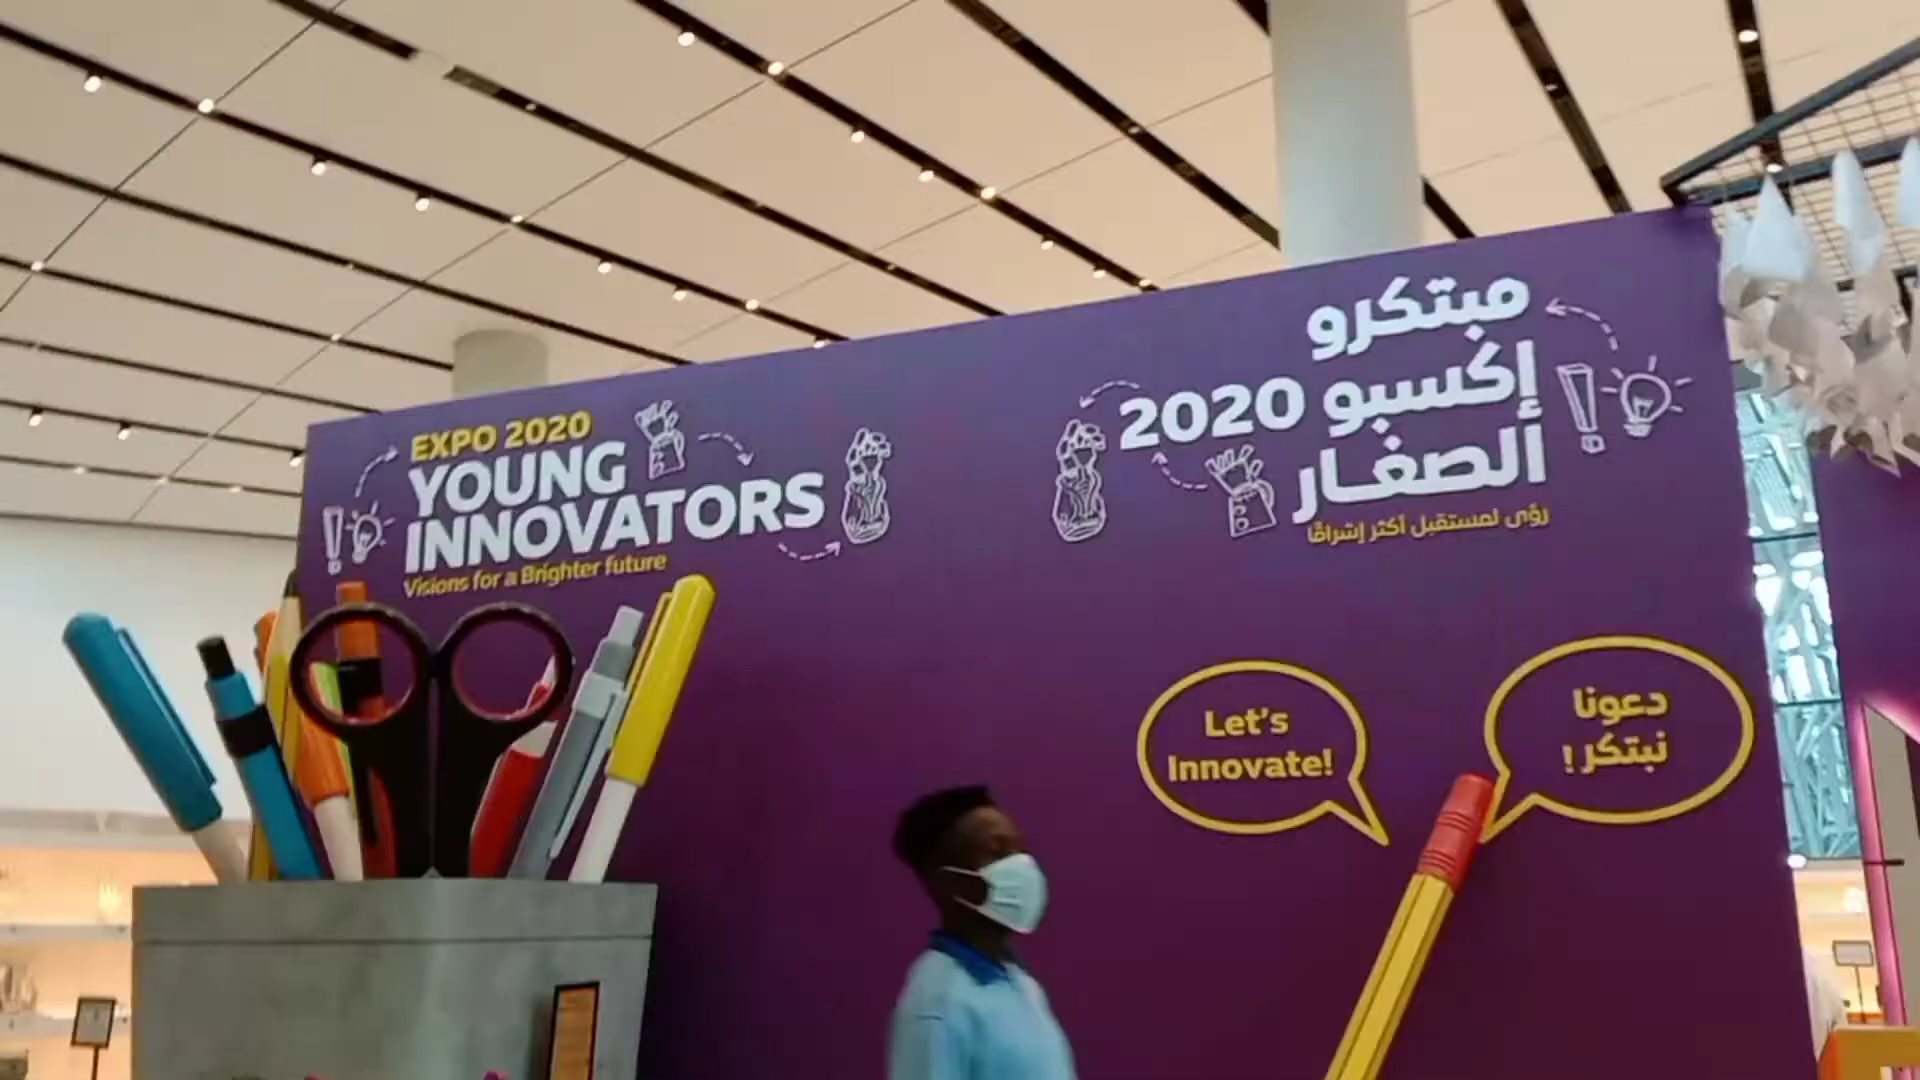 EXPO 2020
YOUNG
INNOVATORS
Visions for a Brighter future
مبتكرو
إكسبو 2020
الصغار
رؤى لمستقبل أكثر إشراقًا
Let's
Innovate!
دعونا
نبتكر!